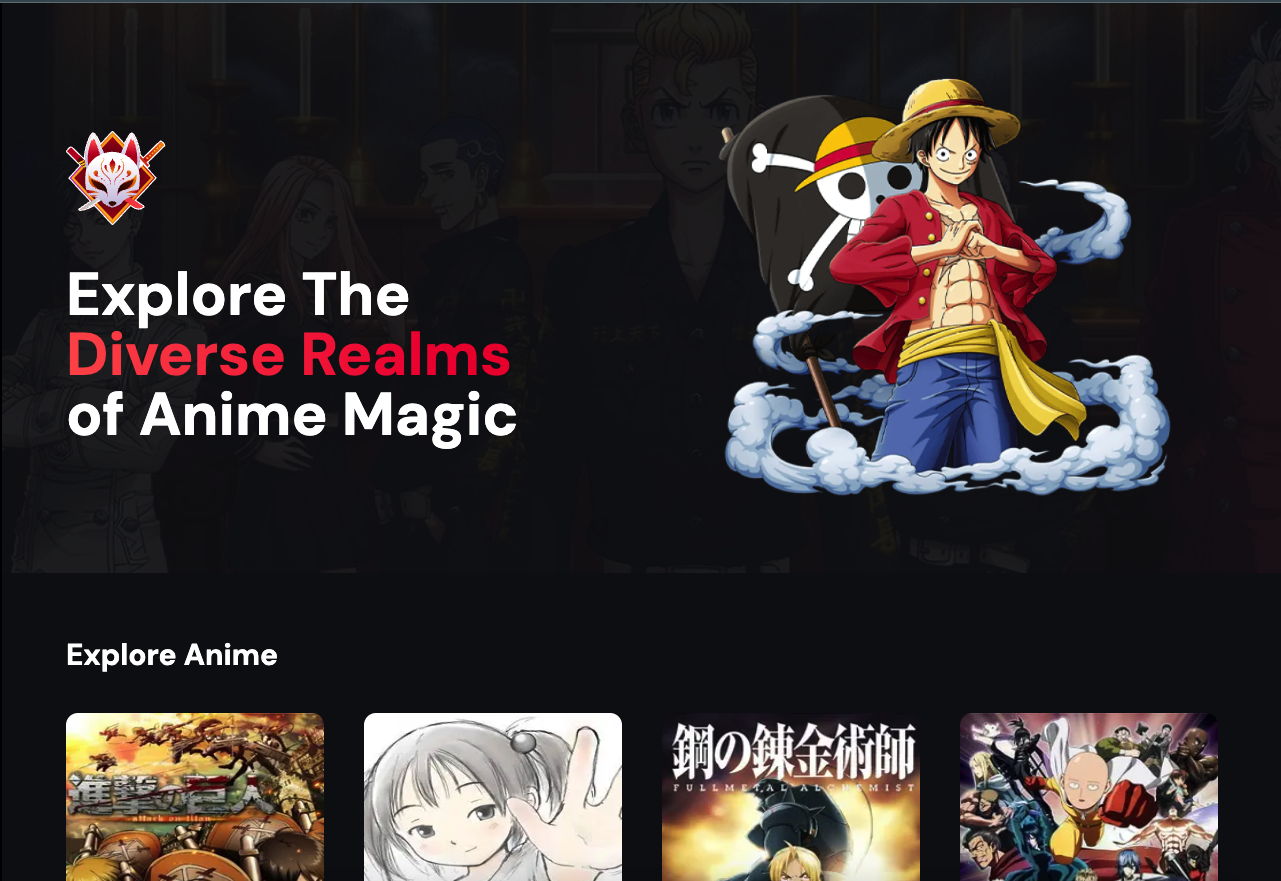 Explore The
Diverse Realms
of Anime Magic
Explore Anime
進撃の巨人
attack on titan
鋼の錬金術師
FULLMETAL ALCHEMIST